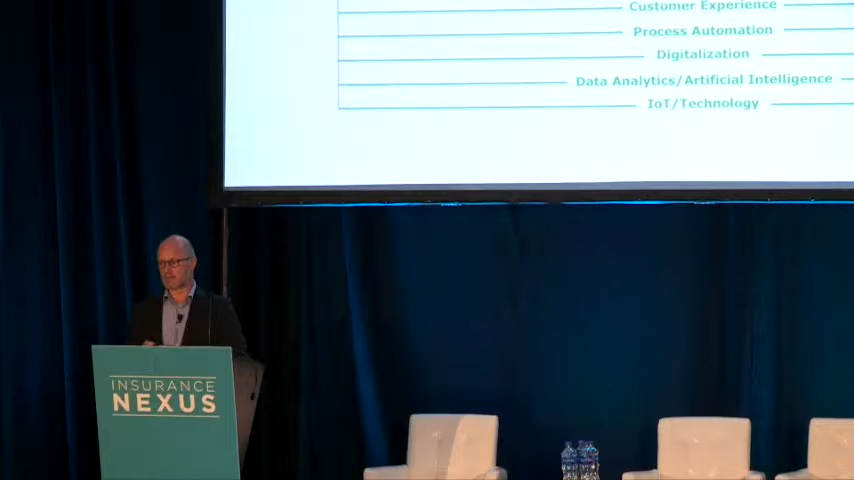 Customer Experience
Process Automation
Digitalization
Data Analytics/Artificial Intelligence
IoT/Technology
INSURANCE
NEXUS